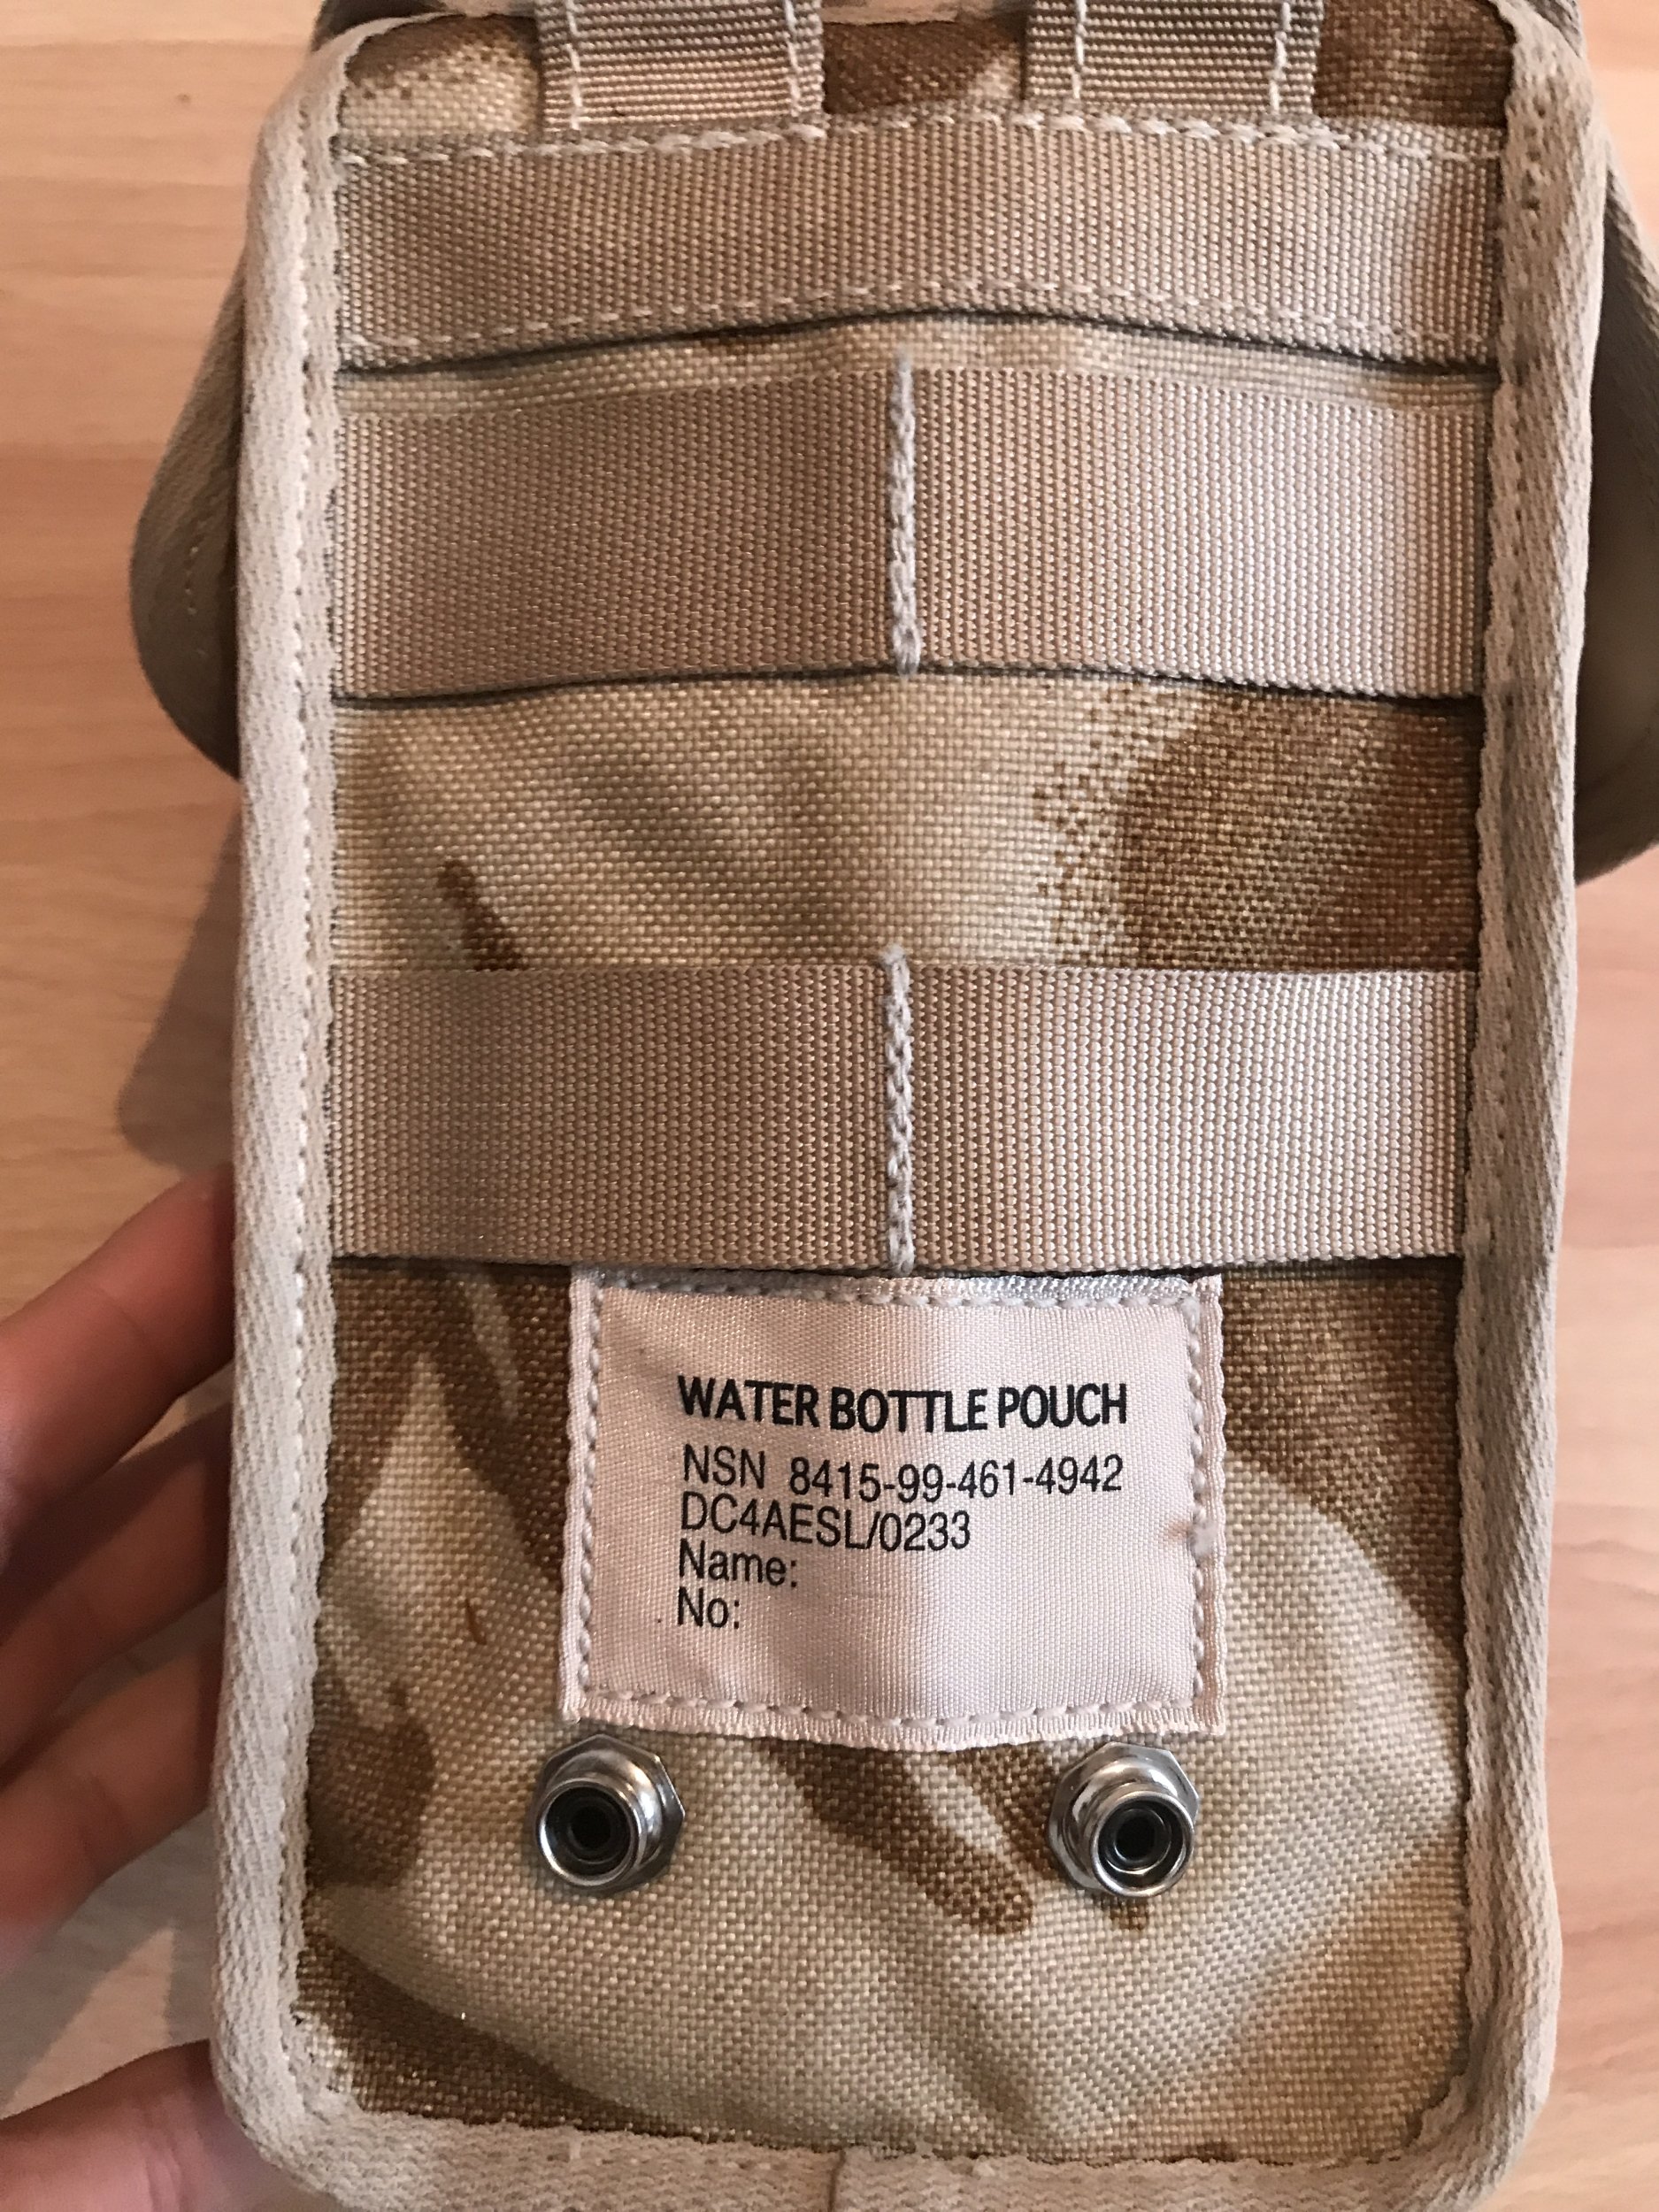 WATER BOTTLE POUCH
NSN 8415-99-461-4942
DC4AESL/0233
Name:
No: